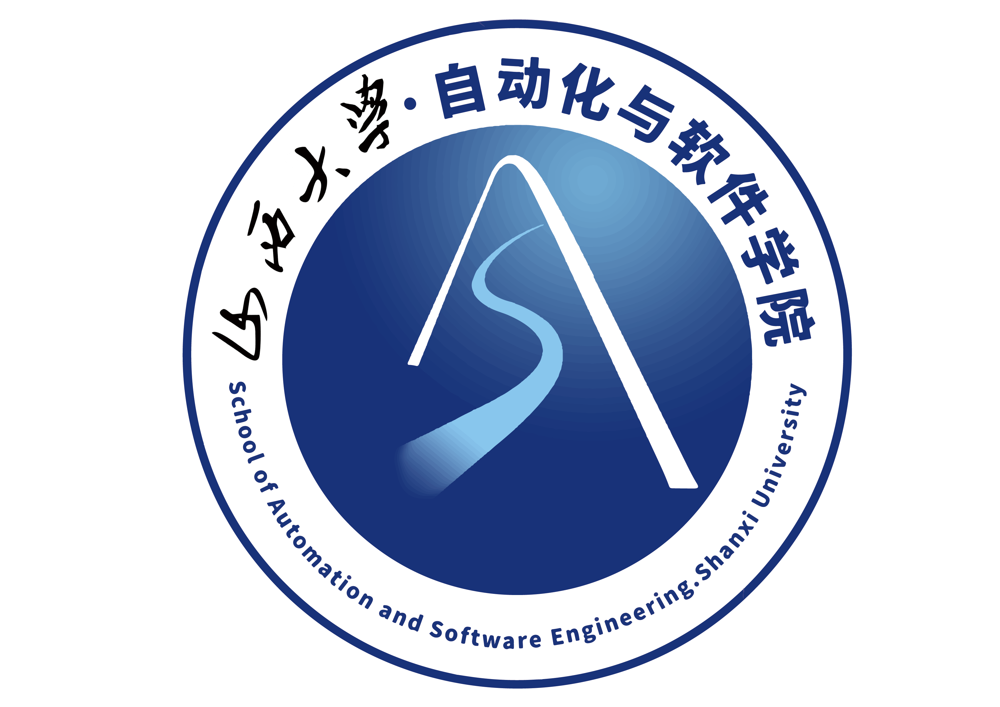 山西大學·自动化与软件学院
School of Automation and Software Engineering.Shanxi University